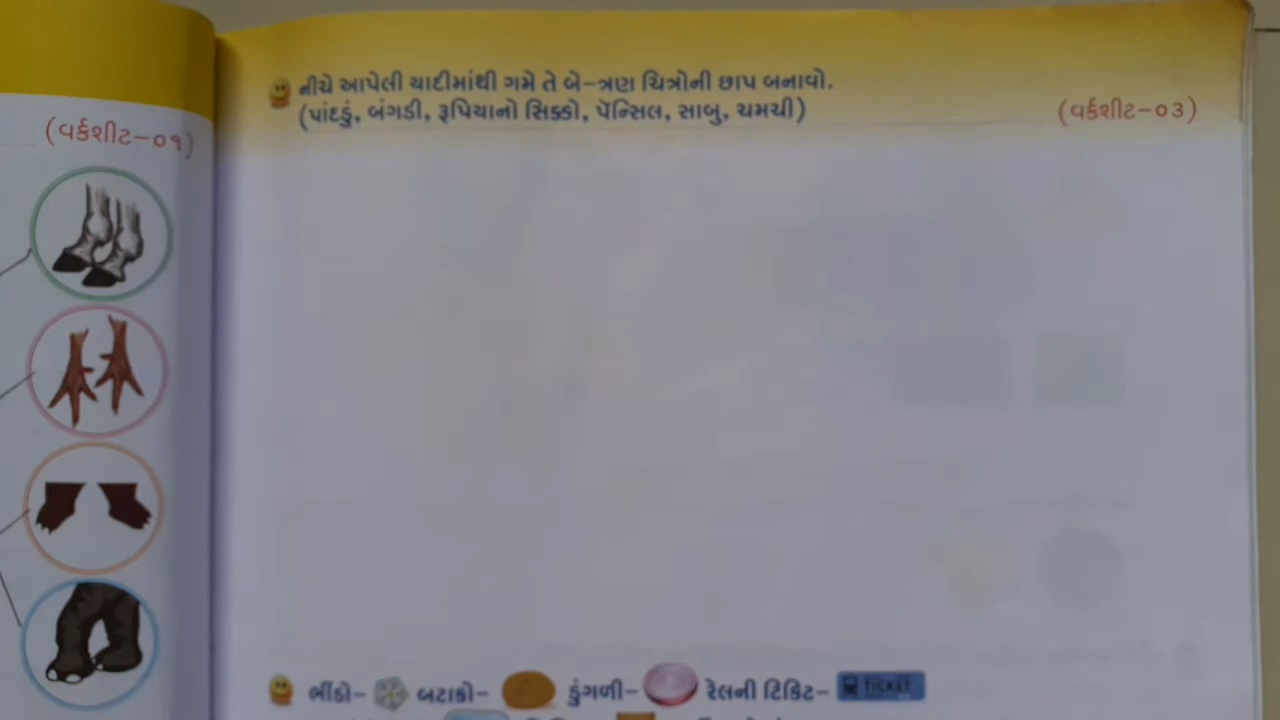 (વર્કશીટ-૦૧)
નીચે આપેલી યાદીમાંથી ગમે તે બે-ત્રણ ચિત્રોની છાપ બનાવો.
(પાંદડું, બંગડી, રૂપિયાનો સિક્કો, પૅન્સિલ, સાબુ, ચમચી)
(વર્કશીટ-૦૩)
ભીંડો- બટાકો- ડુંગળી- રેલની ટિકિટ- TICKET